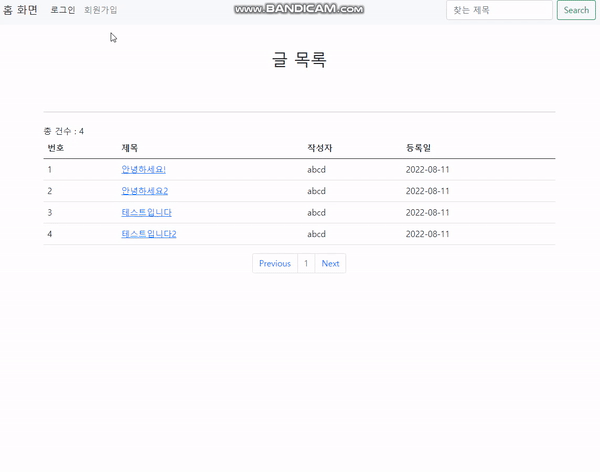 홈 화면 로그인 회원가입 www.BANDICAM.com 찾는 제목 Search
글 목록
총 건수 : 4
번호 제목 작성자 등록일
1 안녕하세요! abcd 2022-08-11
2 안녕하세요2 abcd 2022-08-11
3 테스트입니다 abcd 2022-08-11
4 테스트입니다2 abcd 2022-08-11
Previous 1 Next